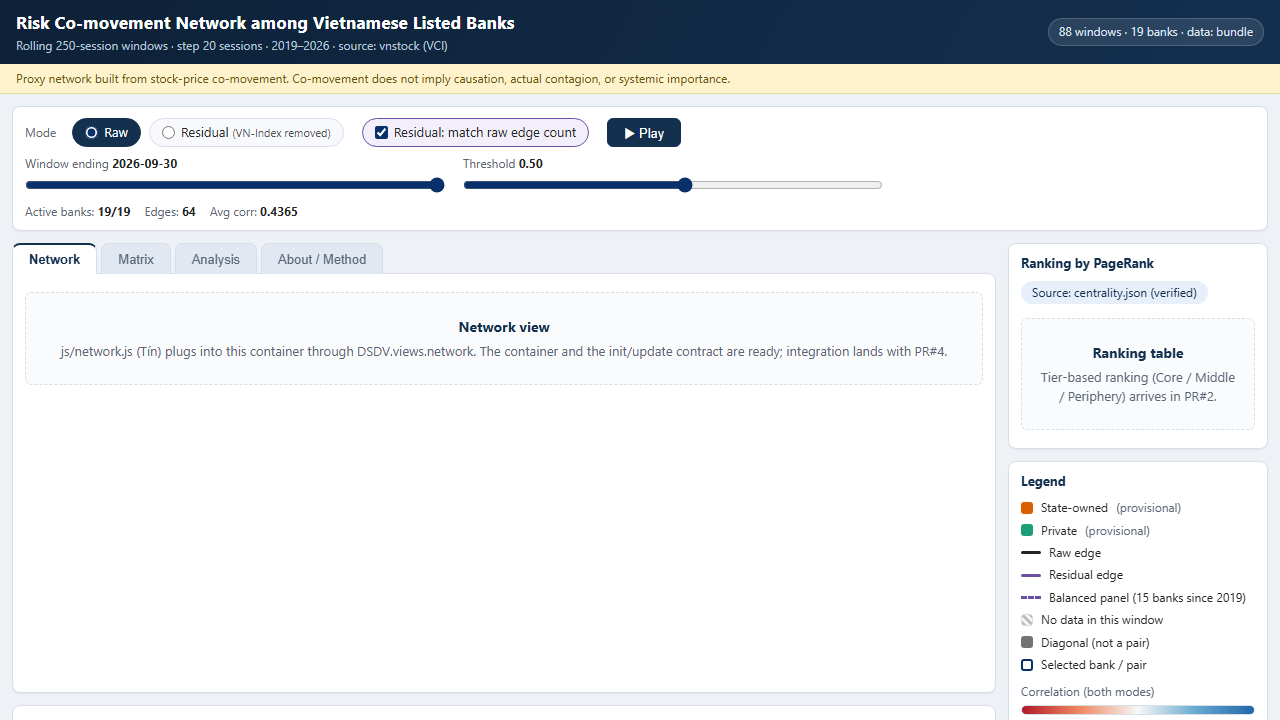 Risk Co-movement Network among Vietnamese Listed Banks
Rolling 250-session windows · step 20 sessions · 2019–2026 · source: vnstock (VCI)
88 windows · 19 banks · data: bundle
Proxy network built from stock-price co-movement. Co-movement does not imply causation, actual contagion, or systemic importance.
Mode
Raw
Residual (VN-Index removed)
Residual: match raw edge count
▶ Play
Window ending 2026-09-30
Threshold 0.50
Active banks: 19/19 Edges: 64 Avg corr: 0.4365
Network
Matrix
Analysis
About / Method
Network view
js/network.js (Tín) plugs into this container through DSDV.views.network. The container and the init/update contract are ready; integration lands with PR#4.
Ranking by PageRank
Source: centrality.json (verified)
Ranking table
Tier-based ranking (Core / Middle
/ Periphery) arrives in PR#2.
Legend
State-owned (provisional)
Private (provisional)
Raw edge
Residual edge
Balanced panel (15 banks since 2019)
No data in this window
Diagonal (not a pair)
Selected bank / pair
Correlation (both modes)